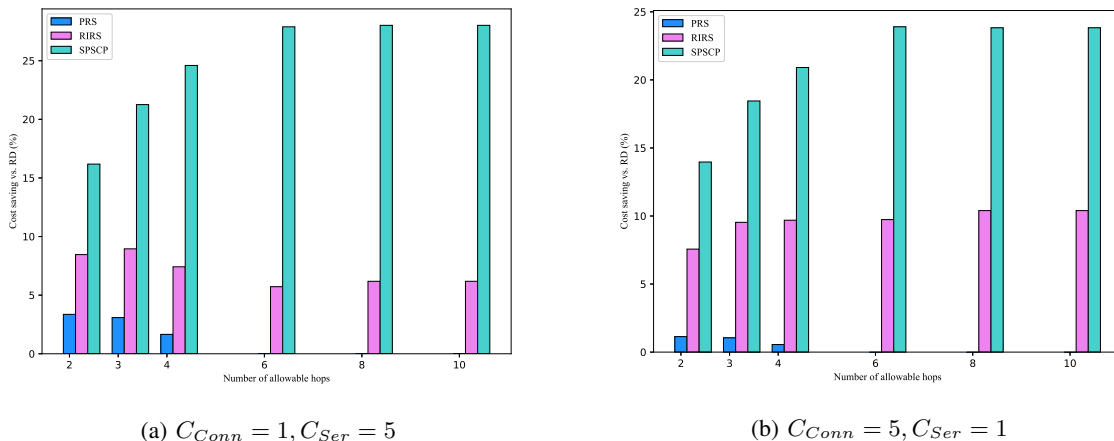 PRS
RIRS
SPSCP
25
20
15
10
5
0
Cost saving vs. RD (%)
2 3 4 6 8 10
Number of allowable hops
(a) C_{Conn} = 1, C_{Ser} = 5
PRS
RIRS
SPSCP
25
20
15
10
5
0
Cost saving vs. RD (%)
2 3 4 6 8 10
Number of allowable hops
(b) C_{Conn} = 5, C_{Ser} = 1